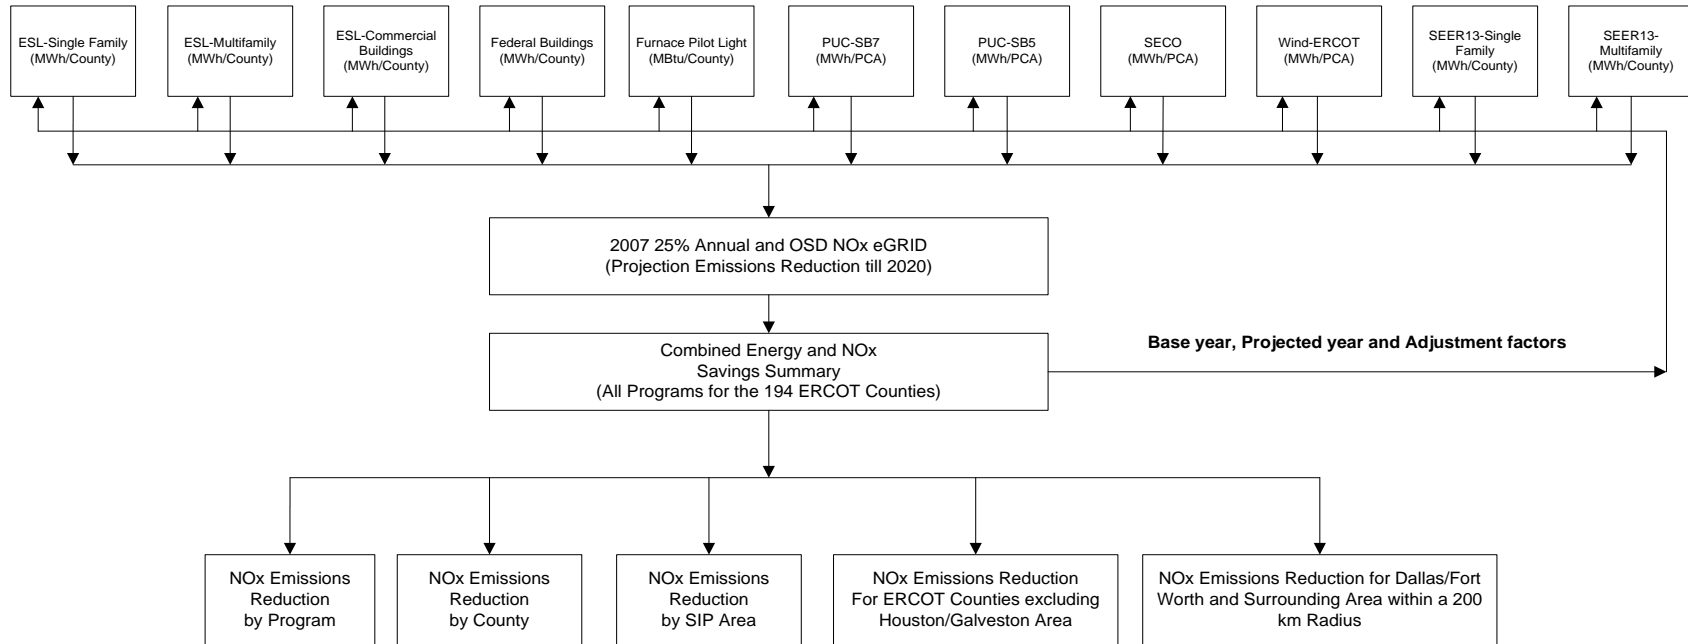 ESL-Single Family
(MWh/County)
ESL-Multifamily
(MWh/County)
ESL-Commercial
Buildings
(MWh/County)
Federal Buildings
(MWh/County)
Furnace Pilot Light
(MBtu/County)
PUC-SB7
(MWh/PCA)
PUC-SB5
(MWh/PCA)
SECO
(MWh/PCA)
Wind-ERCOT
(MWh/PCA)
SEER13-Single
Family
(MWh/County)
SEER13-
Multifamily
(MWh/County)
2007 25% Annual and OSD NOx eGRID
(Projection Emissions Reduction till 2020)
Combined Energy and NOx
Savings Summary
(All Programs for the 194 ERCOT Counties)
Base year, Projected year and Adjustment factors
NOx Emissions
Reduction
by Program
NOx Emissions
Reduction
by County
NOx Emissions
Reduction
by SIP Area
NOx Emissions Reduction
For ERCOT Counties excluding
Houston/Galveston Area
NOx Emissions Reduction for Dallas/Fort
Worth and Surrounding Area within a 200
km Radius